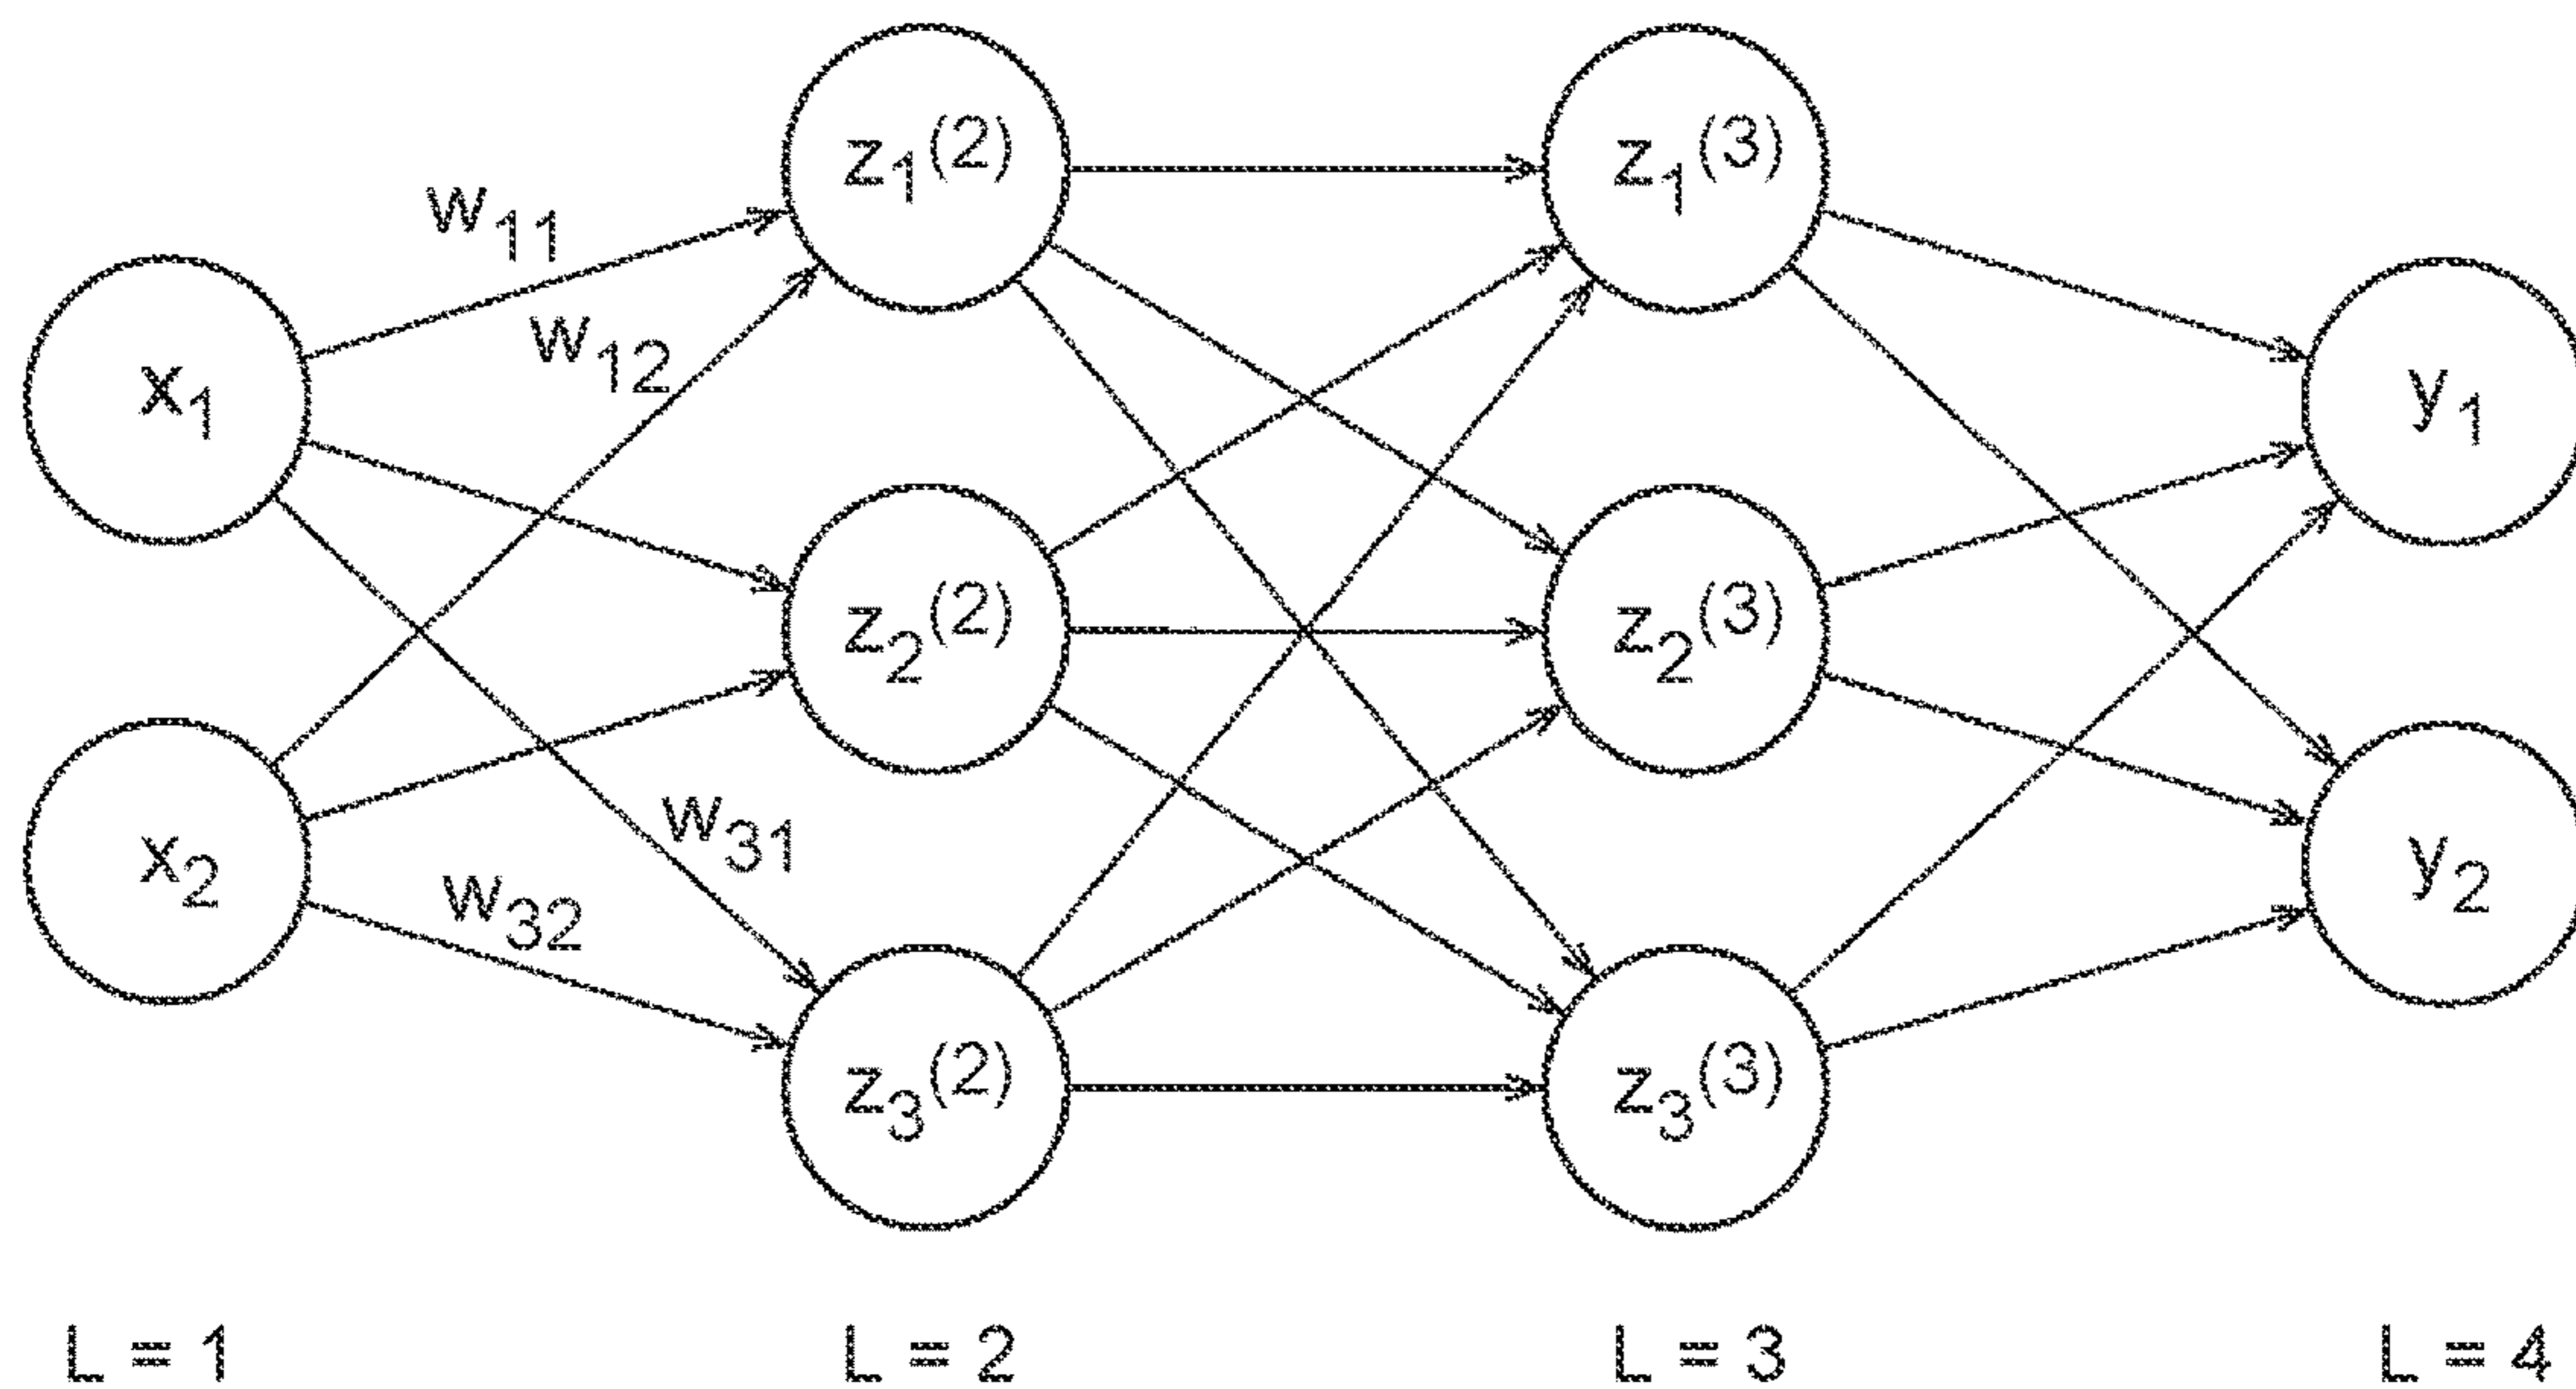 z₁⁽²⁾ z₁⁽³⁾
w₁₁
w₁₂
x₁ y₁
z₂⁽²⁾ z₂⁽³⁾
w₃₁
x₂ y₂
w₃₂
z₃⁽²⁾ z₃⁽³⁾
L = 1 L = 2 L = 3 L = 4